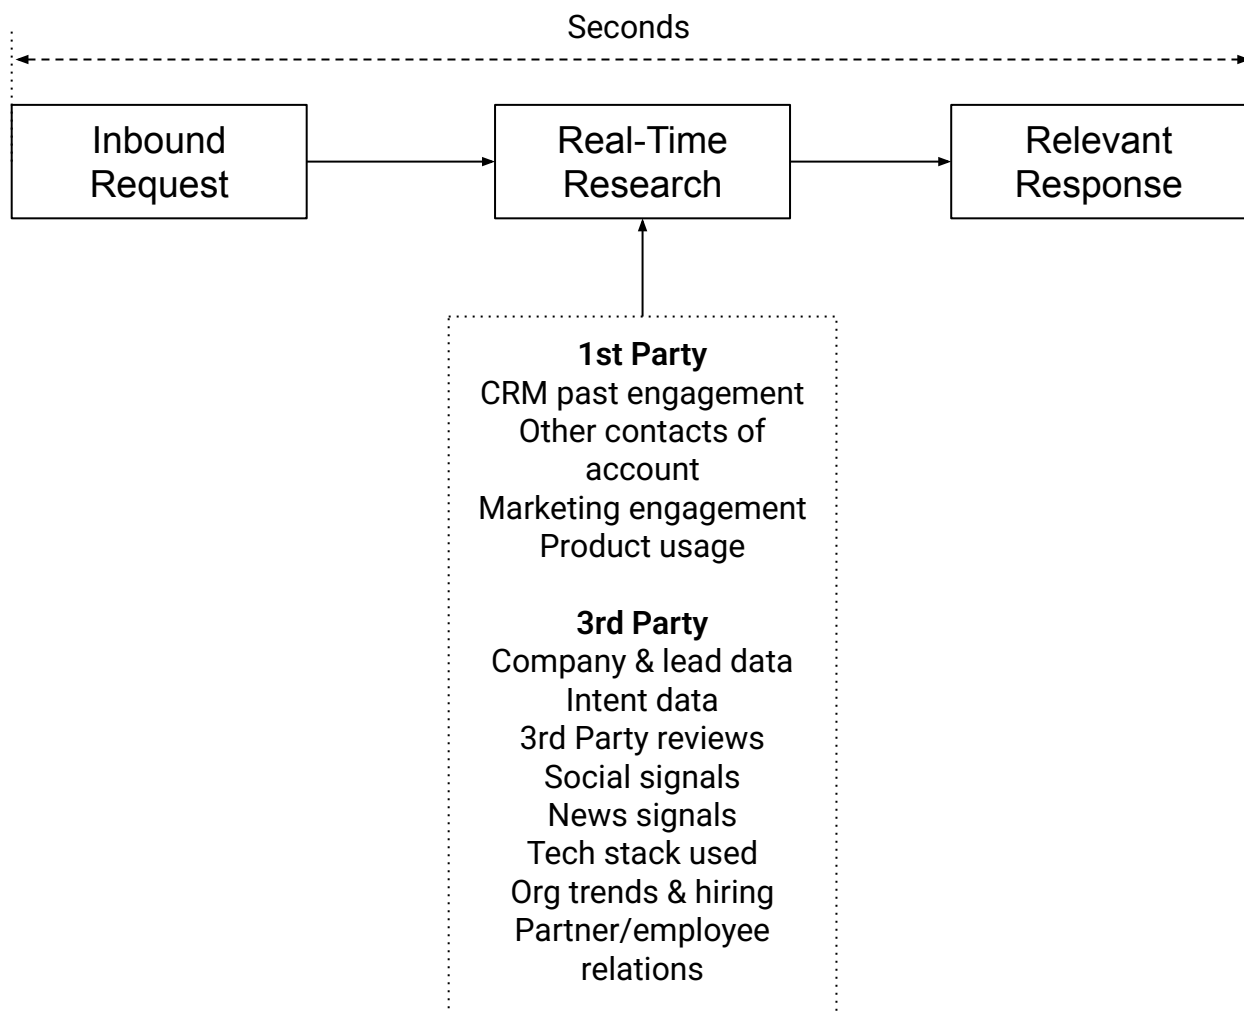 Seconds
Inbound
Request
Real-Time
Research
Relevant
Response
1st Party
CRM past engagement
Other contacts of
account
Marketing engagement
Product usage
3rd Party
Company & lead data
Intent data
3rd Party reviews
Social signals
News signals
Tech stack used
Org trends & hiring
Partner/employee
relations